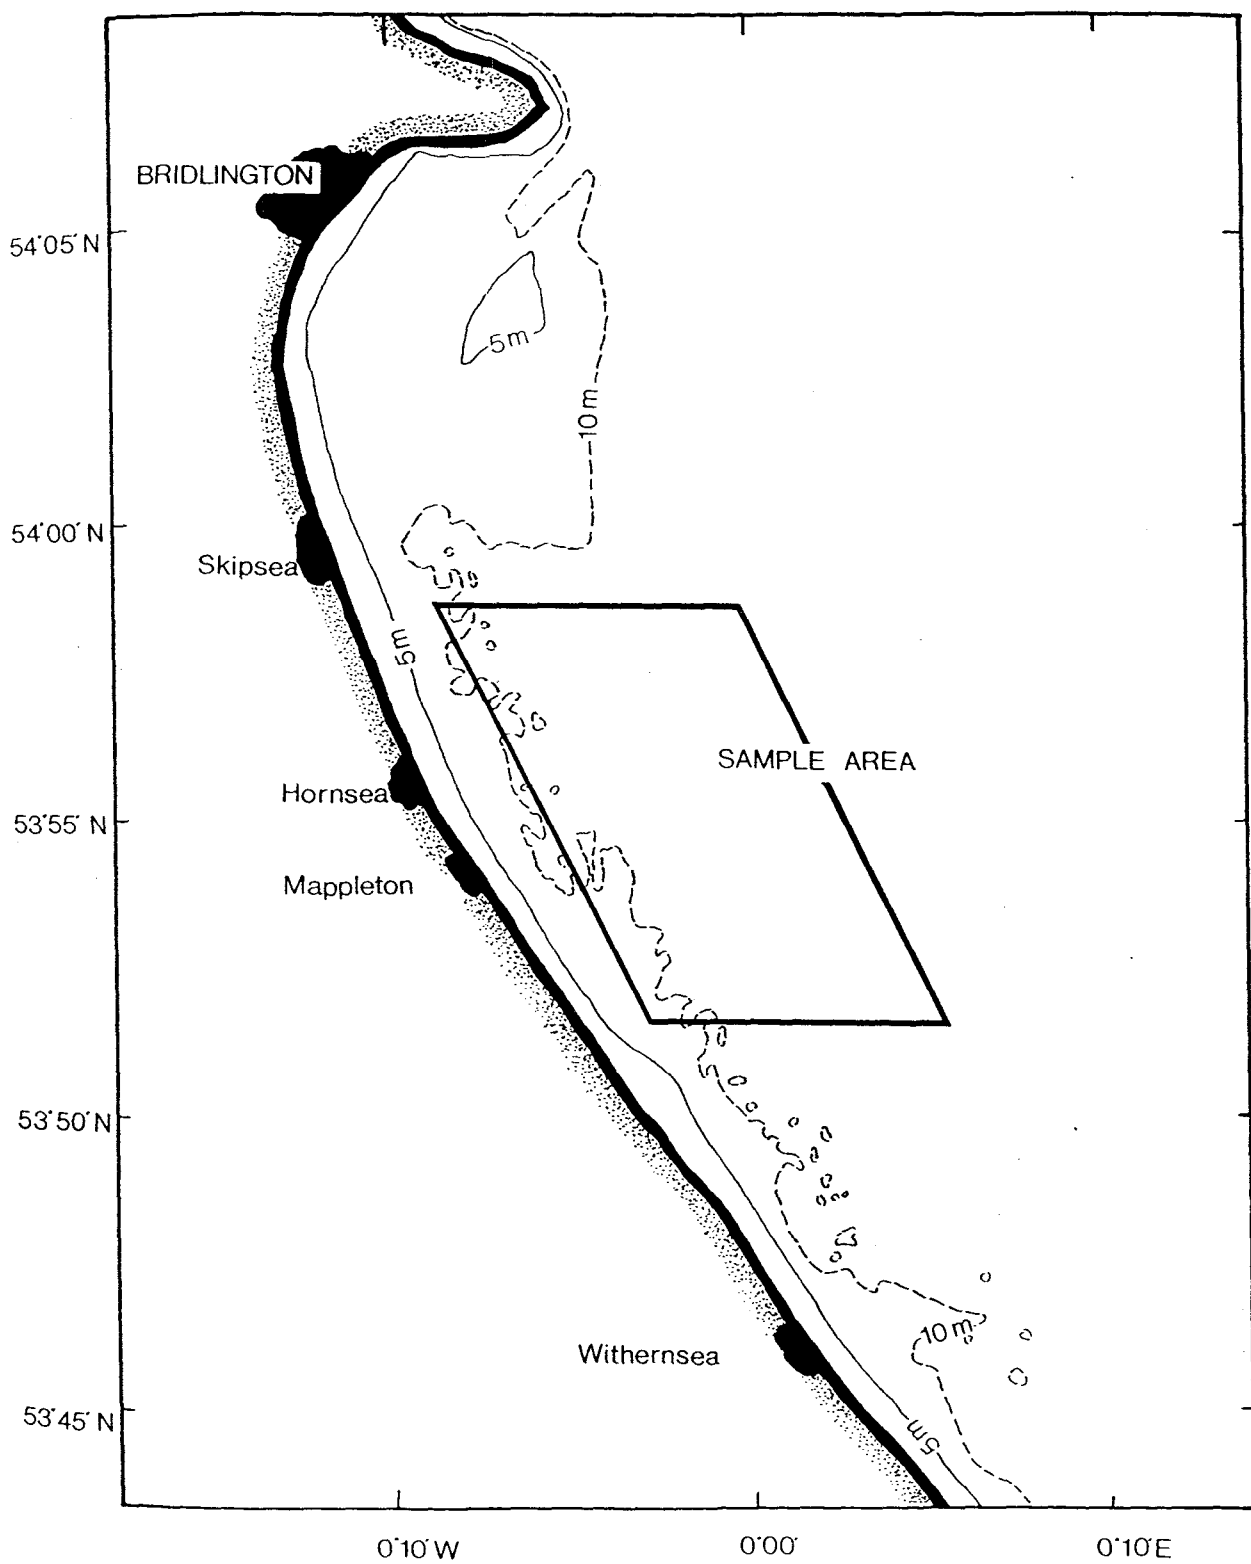 BRIDLINGTON
54°05' N
5m
10m
54°00' N
Skipsea
5m
SAMPLE AREA
Hornsea
53°55' N
Mappleton
53°50' N
10m
Withernsea
53°45' N
5m
0°10' W
0°00'
0°10' E